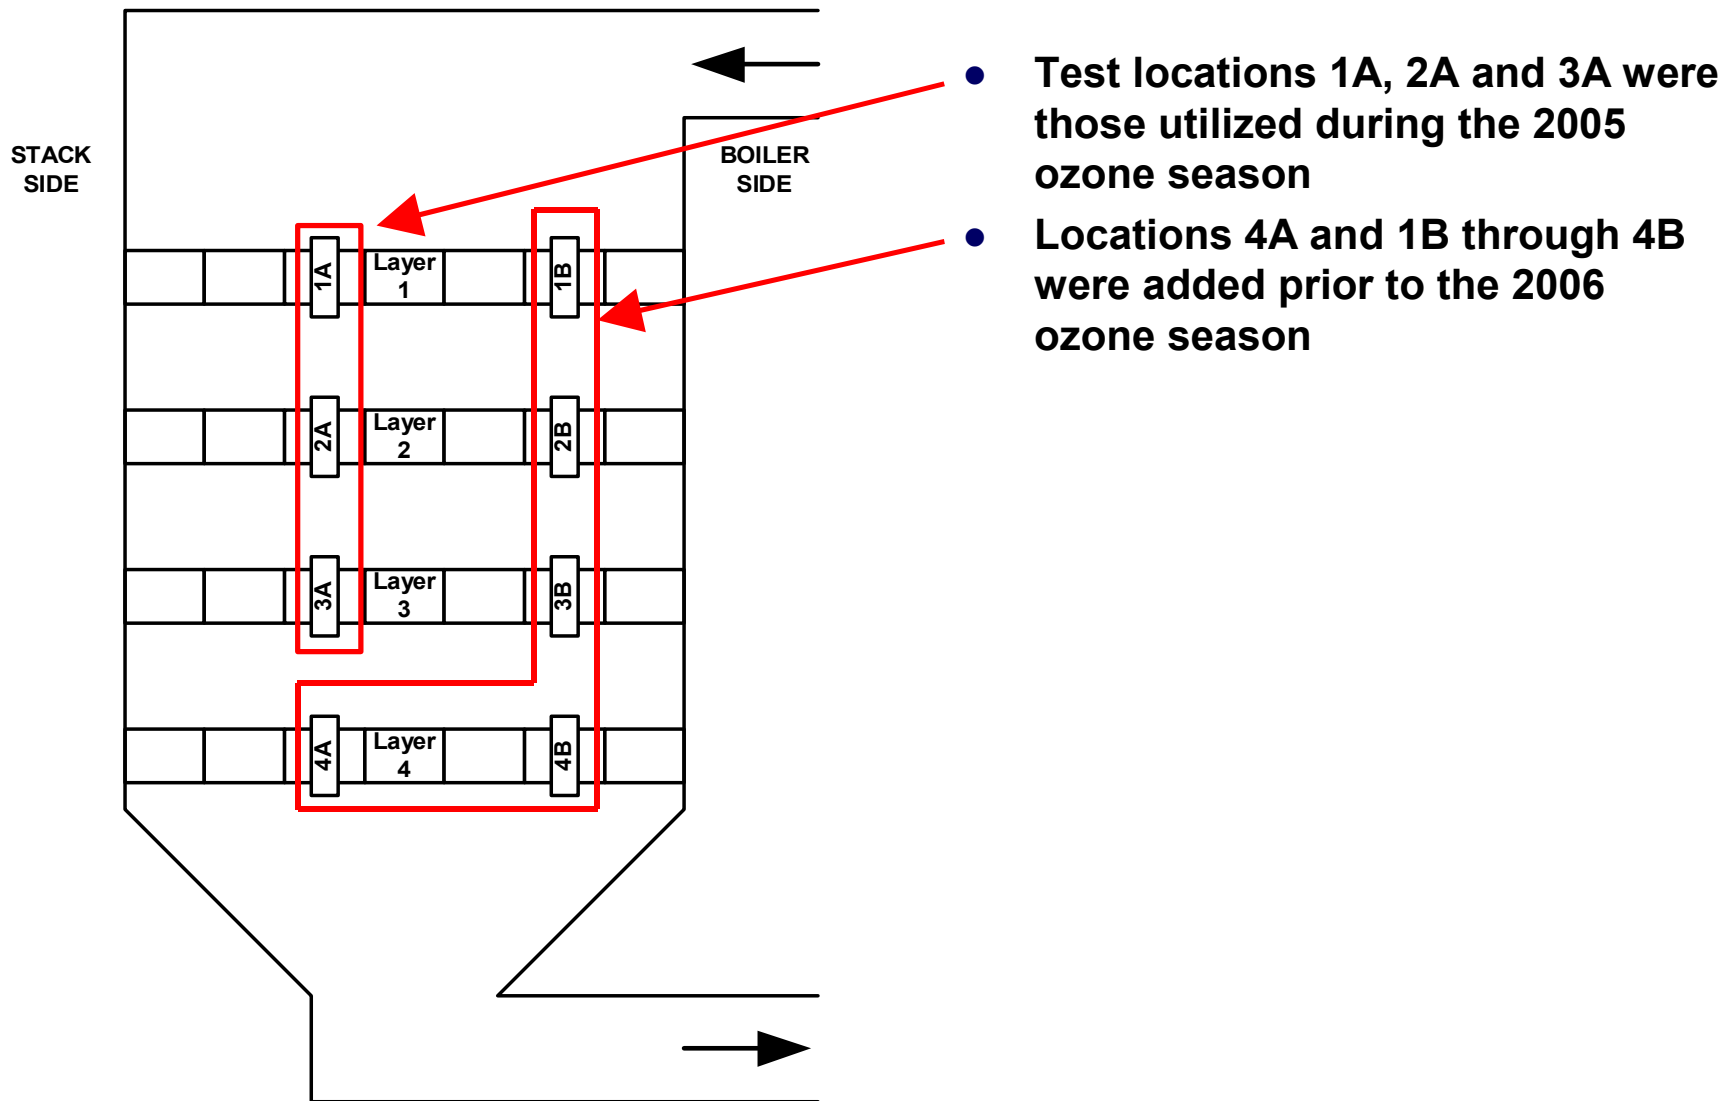 • Test locations 1A, 2A and 3A were
those utilized during the 2005
ozone season
• Locations 4A and 1B through 4B
were added prior to the 2006
ozone season
STACK
SIDE
BOILER
SIDE
1A
Layer
1
1B
2A
Layer
2
2B
3A
Layer
3
3B
4A
Layer
4
4B